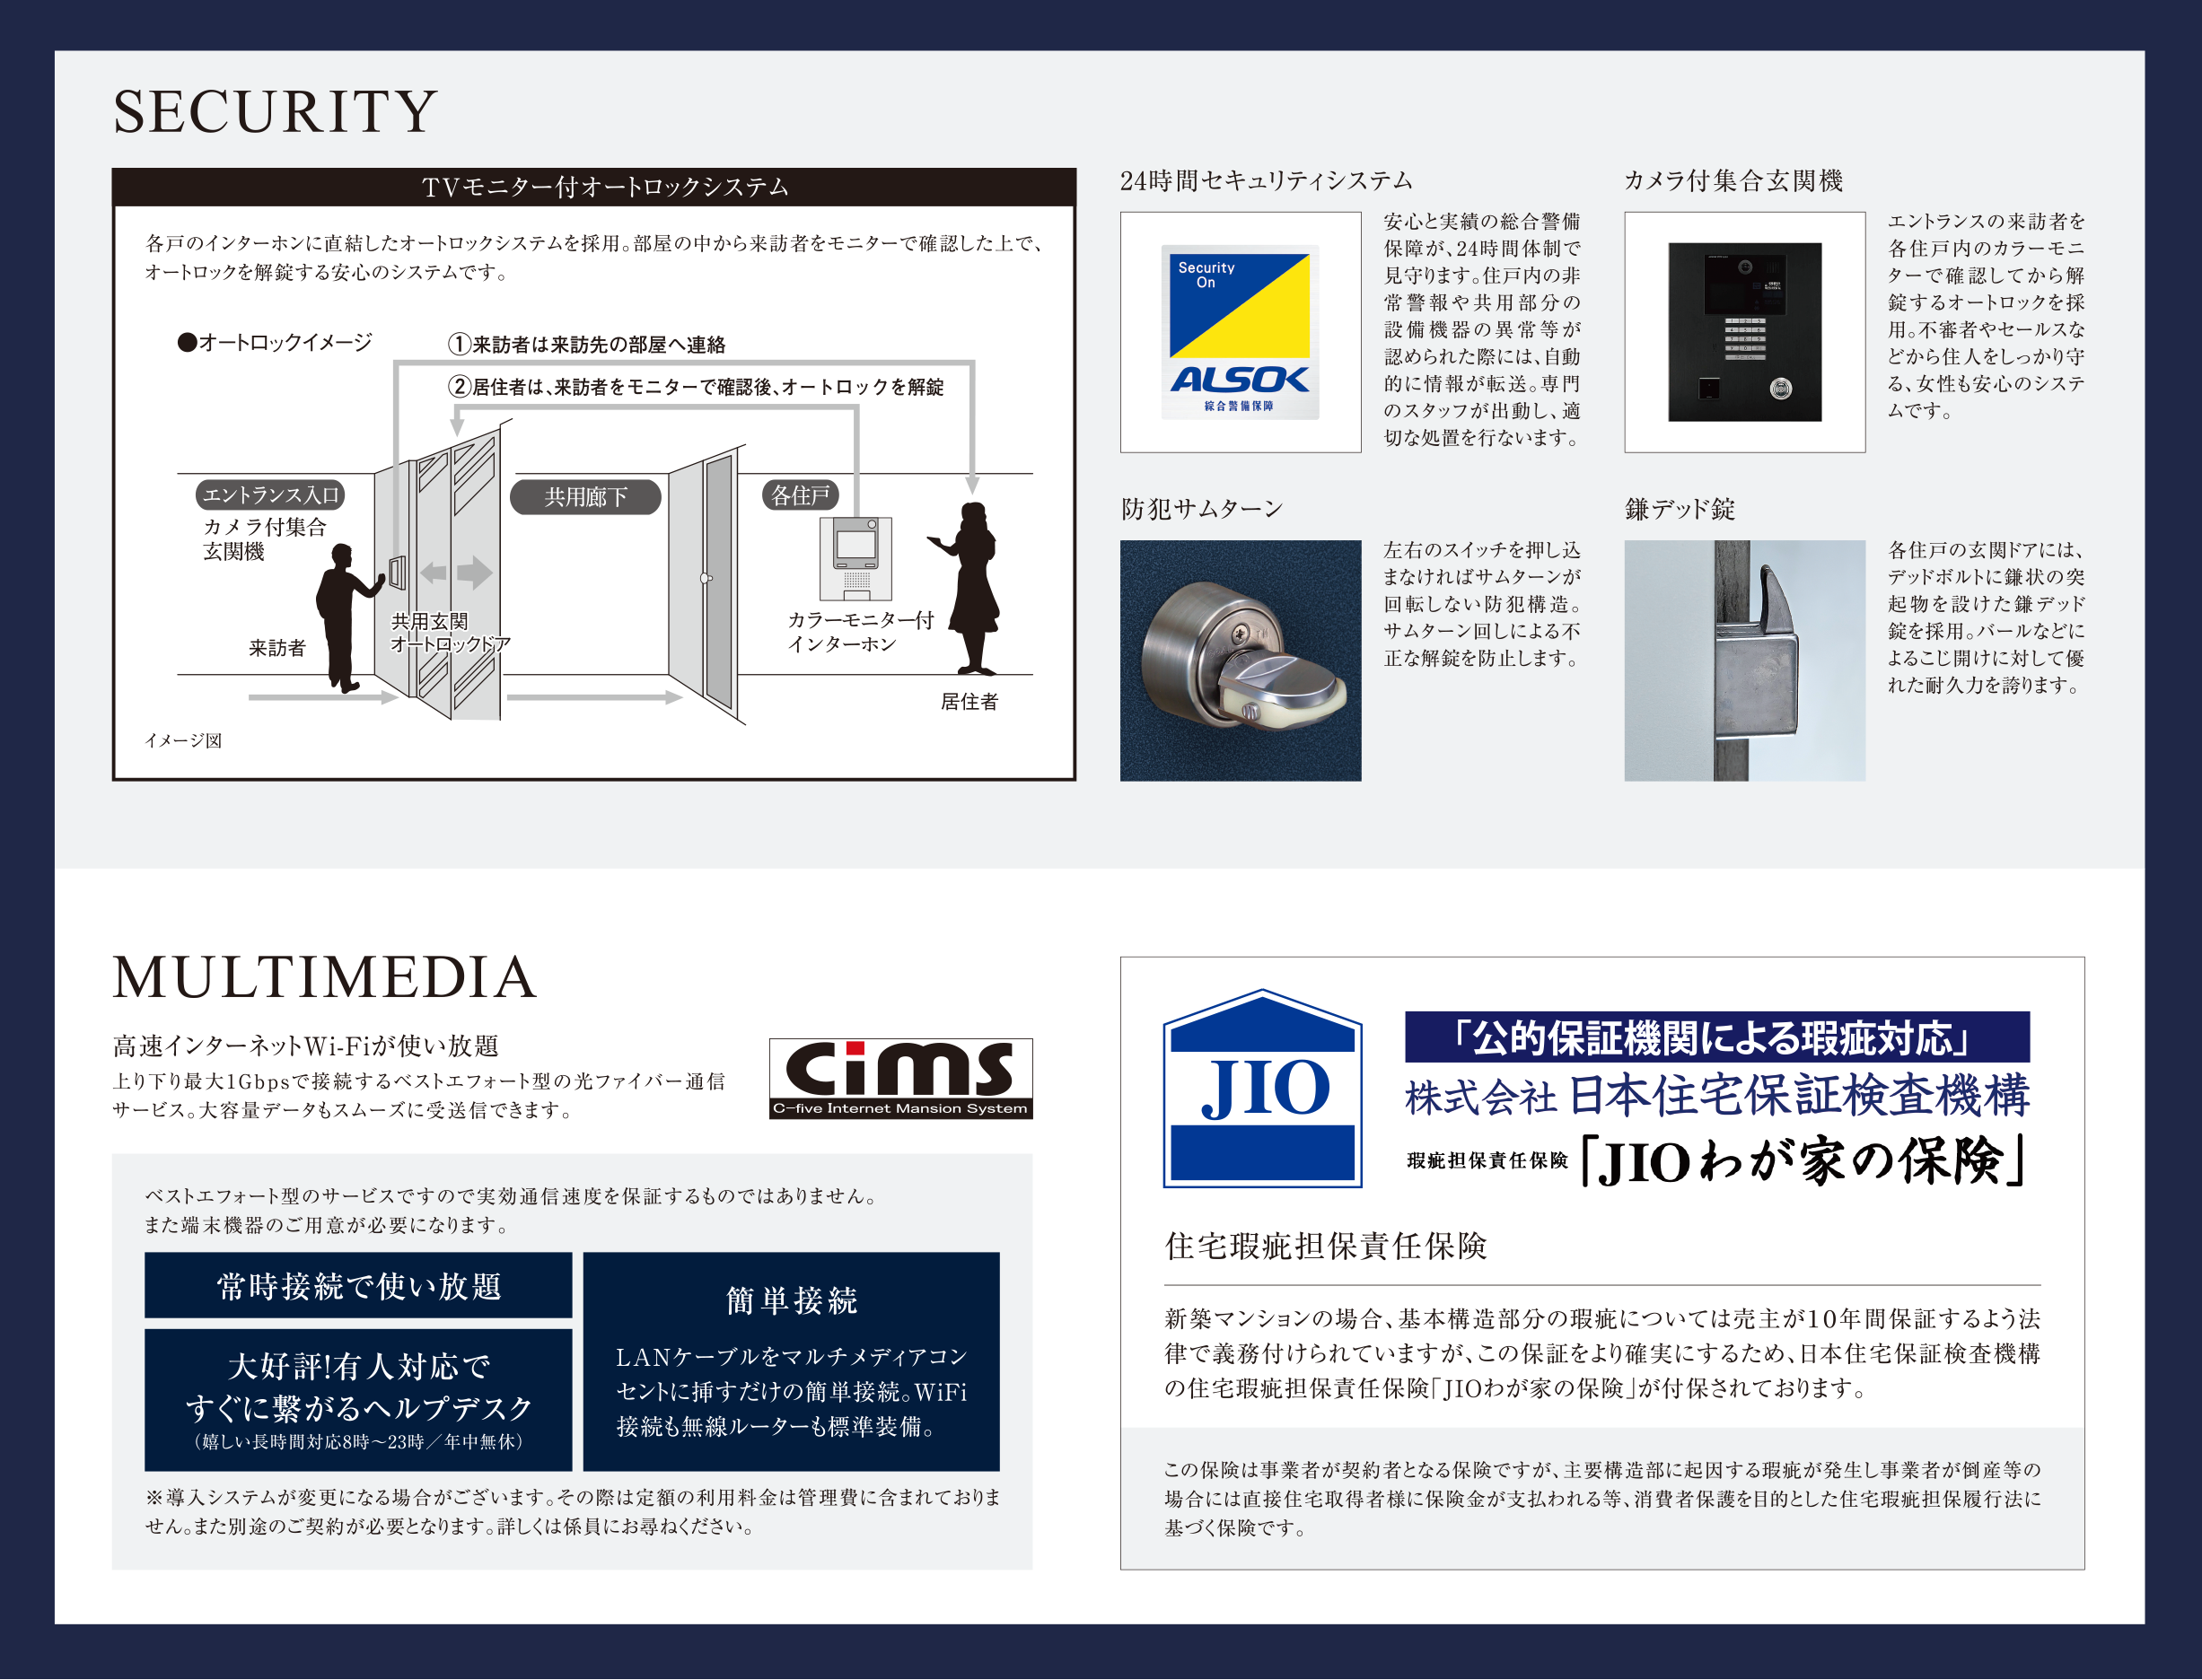 SECURITY
TVモニター付オートロックシステム
各戸のインターホンに直結したオートロックシステムを採用。部屋の中から来訪者をモニターで確認した上で、
オートロックを解錠する安心のシステムです。
●オートロックイメージ
①来訪者は来訪先の部屋へ連絡
②居住者は、来訪者をモニターで確認後、オートロックを解錠
エントランス入口
カメラ付集合
玄関機
共用廊下
各住戸
来訪者
共用玄関
オートロックドア
カラーモニター付
インターホン
居住者
イメージ図
24時間セキュリティシステム
Security
On
ALSOK
綜合警備保障
安心と実績の総合警備
保障が、24時間体制で
見守ります。住戸内の非
常警報や共用部分の
設備機器の異常等が
認められた際には、自動
的に情報が転送。専門
のスタッフが出動し、適
切な処置を行ないます。
カメラ付集合玄関機
エントランスの来訪者を
各住戸内のカラーモニ
ターで確認してから解
錠するオートロックを採
用。不審者やセールスな
どから住人をしっかり守
る、女性も安心のシステ
ムです。
防犯サムターン
左右のスイッチを押し込
まなければサムターンが
回転しない防犯構造。
サムターン回しによる不
正な解錠を防止します。
鎌デッド錠
各住戸の玄関ドアには、
デッドボルトに鎌状の突
起物を設けた鎌デッド
錠を採用。バールなどに
よるこじ開けに対して優
れた耐久力を誇ります。
MULTIMEDIA
高速インターネットWi-Fiが使い放題
上り下り最大1Gbpsで接続するベストエフォート型の光ファイバー通信
サービス。大容量データもスムーズに受送信できます。
cims
C-five Internet Mansion System
ベストエフォート型のサービスですので実効通信速度を保証するものではありません。
また端末機器のご用意が必要になります。
常時接続で使い放題
大好評!有人対応で
すぐに繋がるヘルプデスク
（嬉しい長時間対応8時～23時／年中無休）
簡単接続
LANケーブルをマルチメディアコン
セントに挿すだけの簡単接続。WiFi
接続も無線ルーターも標準装備。
※導入システムが変更になる場合がございます。その際は定額の利用料金は管理費に含まれておりま
せん。また別途のご契約が必要となります。詳しくは係員にお尋ねください。
JIO
「公的保証機関による瑕疵対応」
株式会社 日本住宅保証検査機構
瑕疵担保責任保険「JIOわが家の保険」
住宅瑕疵担保責任保険
新築マンションの場合、基本構造部分の瑕疵については売主が10年間保証するよう法
律で義務付けられていますが、この保証をより確実にするため、日本住宅保証検査機構
の住宅瑕疵担保責任保険「JIOわが家の保険」が付保されております。
この保険は事業者が契約者となる保険ですが、主要構造部に起因する瑕疵が発生し事業者が倒産等の
場合には直接住宅取得者様に保険金が支払われる等、消費者保護を目的とした住宅瑕疵担保履行法に
基づく保険です。